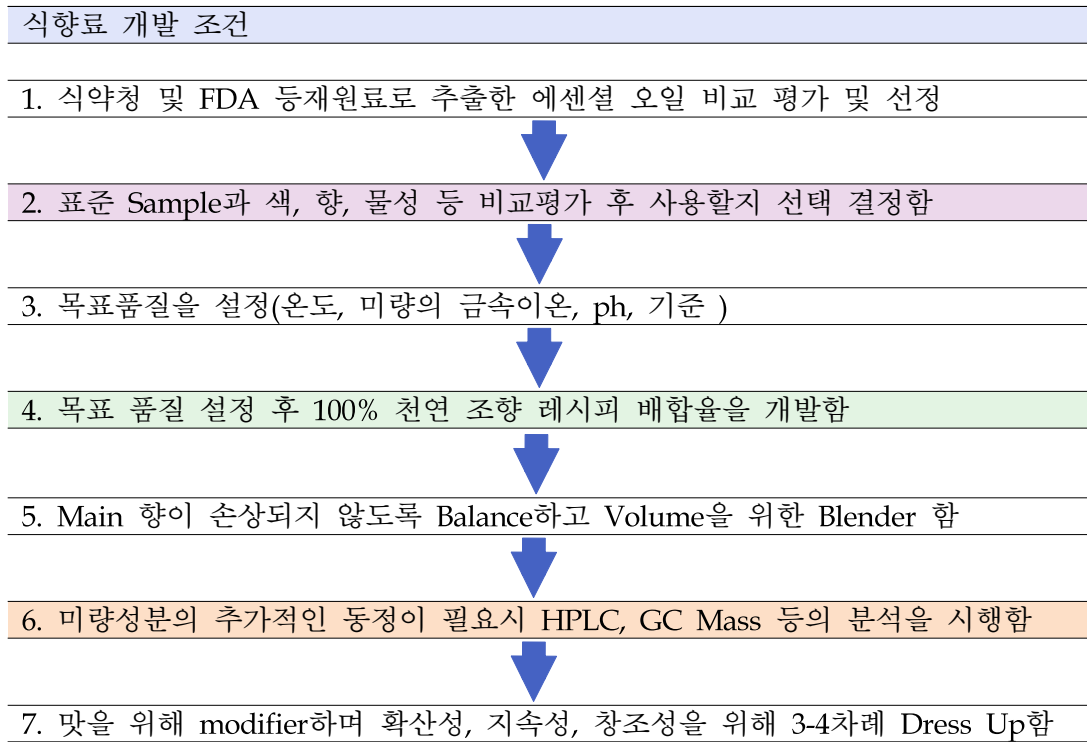 식향료 개발 조건
1. 식약청 및 FDA 등재원료로 추출한 에센셜 오일 비교 평가 및 선정
2. 표준 Sample과 색, 향, 물성 등 비교평가 후 사용할지 선택 결정함
3. 목표품질을 설정(온도, 미량의 금속이온, ph, 기준 )
4. 목표 품질 설정 후 100% 천연 조향 레시피 배합율을 개발함
5. Main 향이 손상되지 않도록 Balance하고 Volume을 위한 Blender 함
6. 미량성분의 추가적인 동정이 필요시 HPLC, GC Mass 등의 분석을 시행함
7. 맛을 위해 modifier하며 확산성, 지속성, 창조성을 위해 3-4차례 Dress Up함